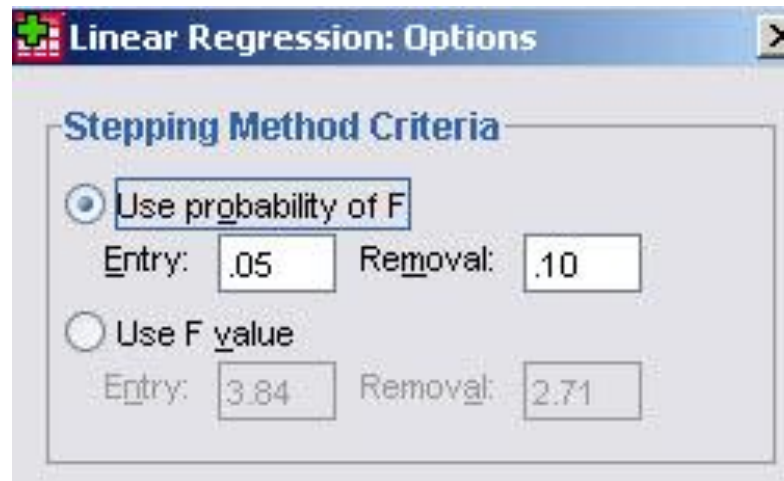 Linear Regression: Options
Stepping Method Criteria
Use probability of F
Entry: .05 Removal: .10
Use F value
Entry: 3.84 Removal: 2.71